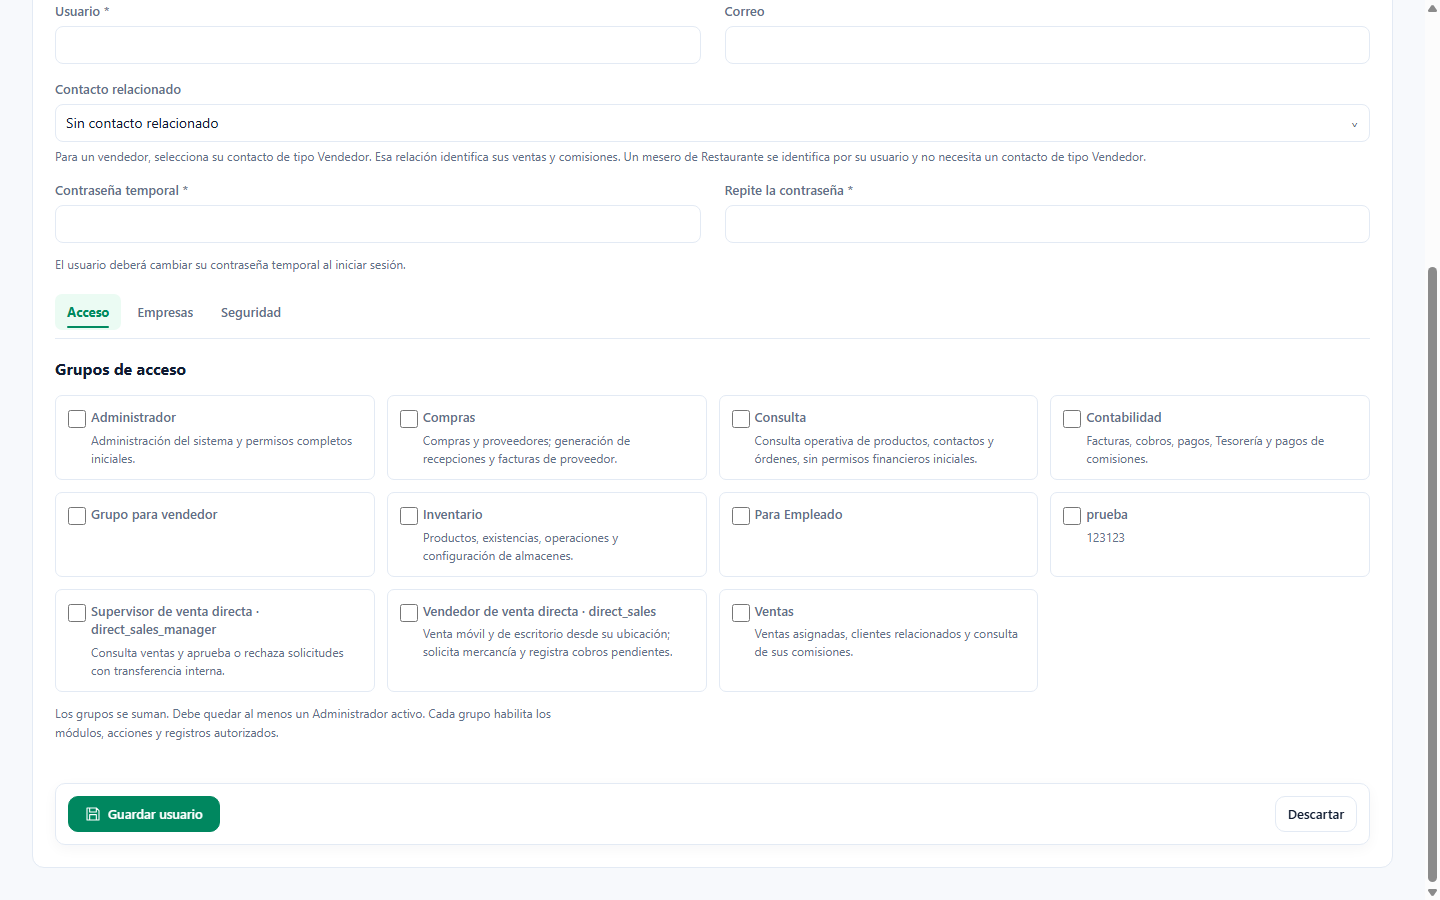 Usuario *
Correo
Contacto relacionado
Sin contacto relacionado
Para un vendedor, selecciona su contacto de tipo Vendedor. Esa relación identifica sus ventas y comisiones. Un mesero de Restaurante se identifica por su usuario y no necesita un contacto de tipo Vendedor.
Contraseña temporal *
Repite la contraseña *
El usuario deberá cambiar su contraseña temporal al iniciar sesión.
Acceso
Empresas
Seguridad
Grupos de acceso
Administrador
Administración del sistema y permisos completos
iniciales.
Compras
Compras y proveedores; generación de
recepciones y facturas de proveedor.
Consulta
Consulta operativa de productos, contactos y
órdenes, sin permisos financieros iniciales.
Contabilidad
Facturas, cobros, pagos, Tesorería y pagos de
comisiones.
Grupo para vendedor
Inventario
Productos, existencias, operaciones y
configuración de almacenes.
Para Empleado
prueba
123123
Supervisor de venta directa ·
direct_sales_manager
Consulta ventas y aprueba o rechaza solicitudes
con transferencia interna.
Vendedor de venta directa · direct_sales
Venta móvil y de escritorio desde su ubicación;
solicita mercancía y registra cobros pendientes.
Ventas
Ventas asignadas, clientes relacionados y consulta
de sus comisiones.
Los grupos se suman. Debe quedar al menos un Administrador activo. Cada grupo habilita los
módulos, acciones y registros autorizados.
Guardar usuario
Descartar